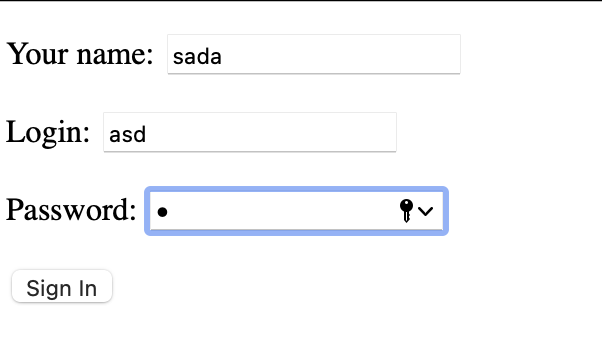 Your name: sada
Login: asd
Password: •
Sign In